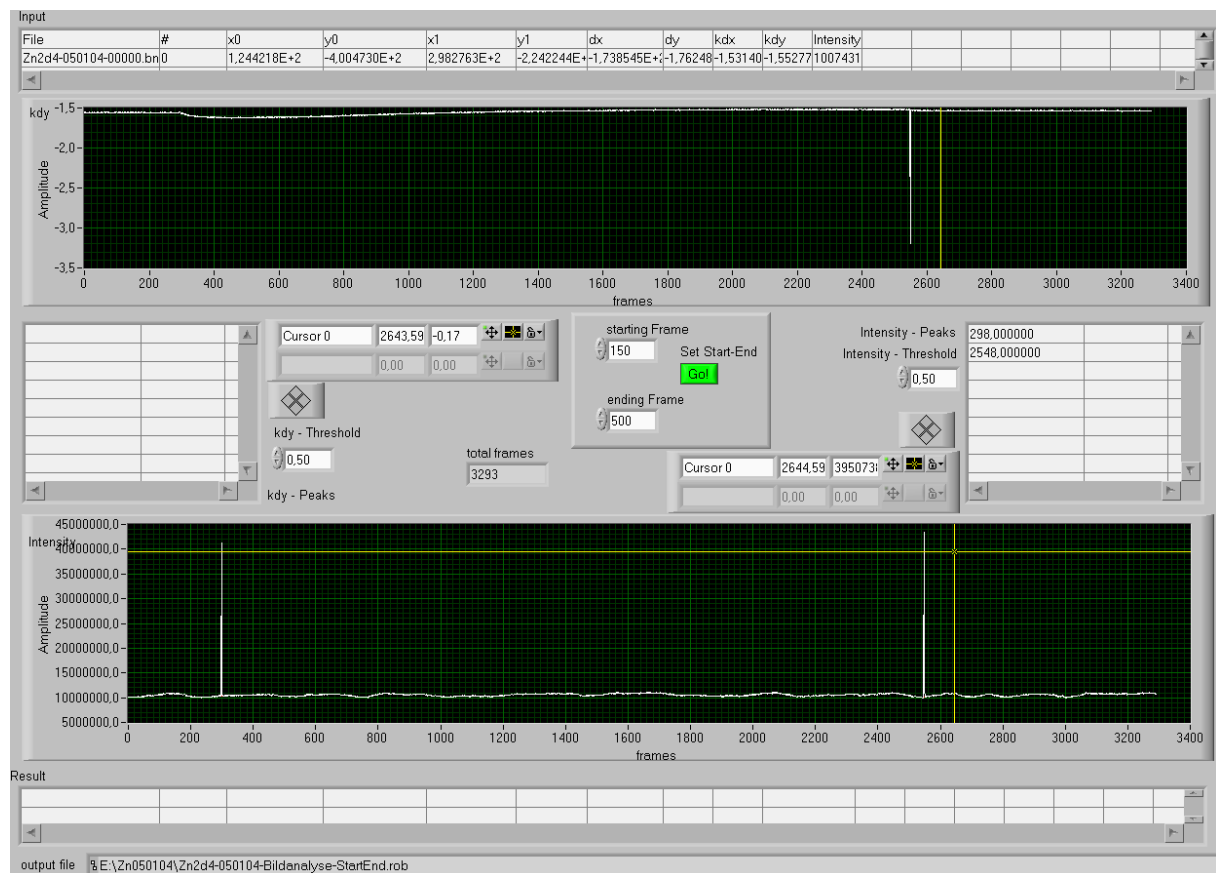 Input
File # x0 y0 x1 y1 dx dy kdx kdy Intensity
Zn2d4-050104-00000.bn 0 1,244218E+2 -4,004730E+2 2,982763E+2 -2,242244E+ -1,738545E+2 -1,76248 -1,53140 -1,55277 1007431
kdy -1.5
-2.0
Amplitude
-2,5
-3.0
-3,5
0 200 400 600 800 1000 1200 1400 1600 1800 2000 2200 2400 2600 2800 3000 3200 3400
frames
Cursor 0 2643,59 -0,17
0,00 0,00
kdy - Threshold
0,50
kdy - Peaks
total frames
3293
starting Frame
150
Set Start-End
Go!
ending Frame
500
Intensity - Peaks
298,000000
Intensity - Threshold
2548,000000
0,50
Cursor 0 2644,59 395073
0,00 0,00
45000000,0
Intensity
40000000,0
35000000,0
30000000,0
Amplitude
25000000,0
20000000,0
15000000,0
10000000,0
5000000,0
0 200 400 600 800 1000 1200 1400 1600 1800 2000 2200 2400 2600 2800 3000 3200 3400
frames
Result
output file E:\Zn050104\Zn2d4-050104-Bildanalyse-StartEnd.rob